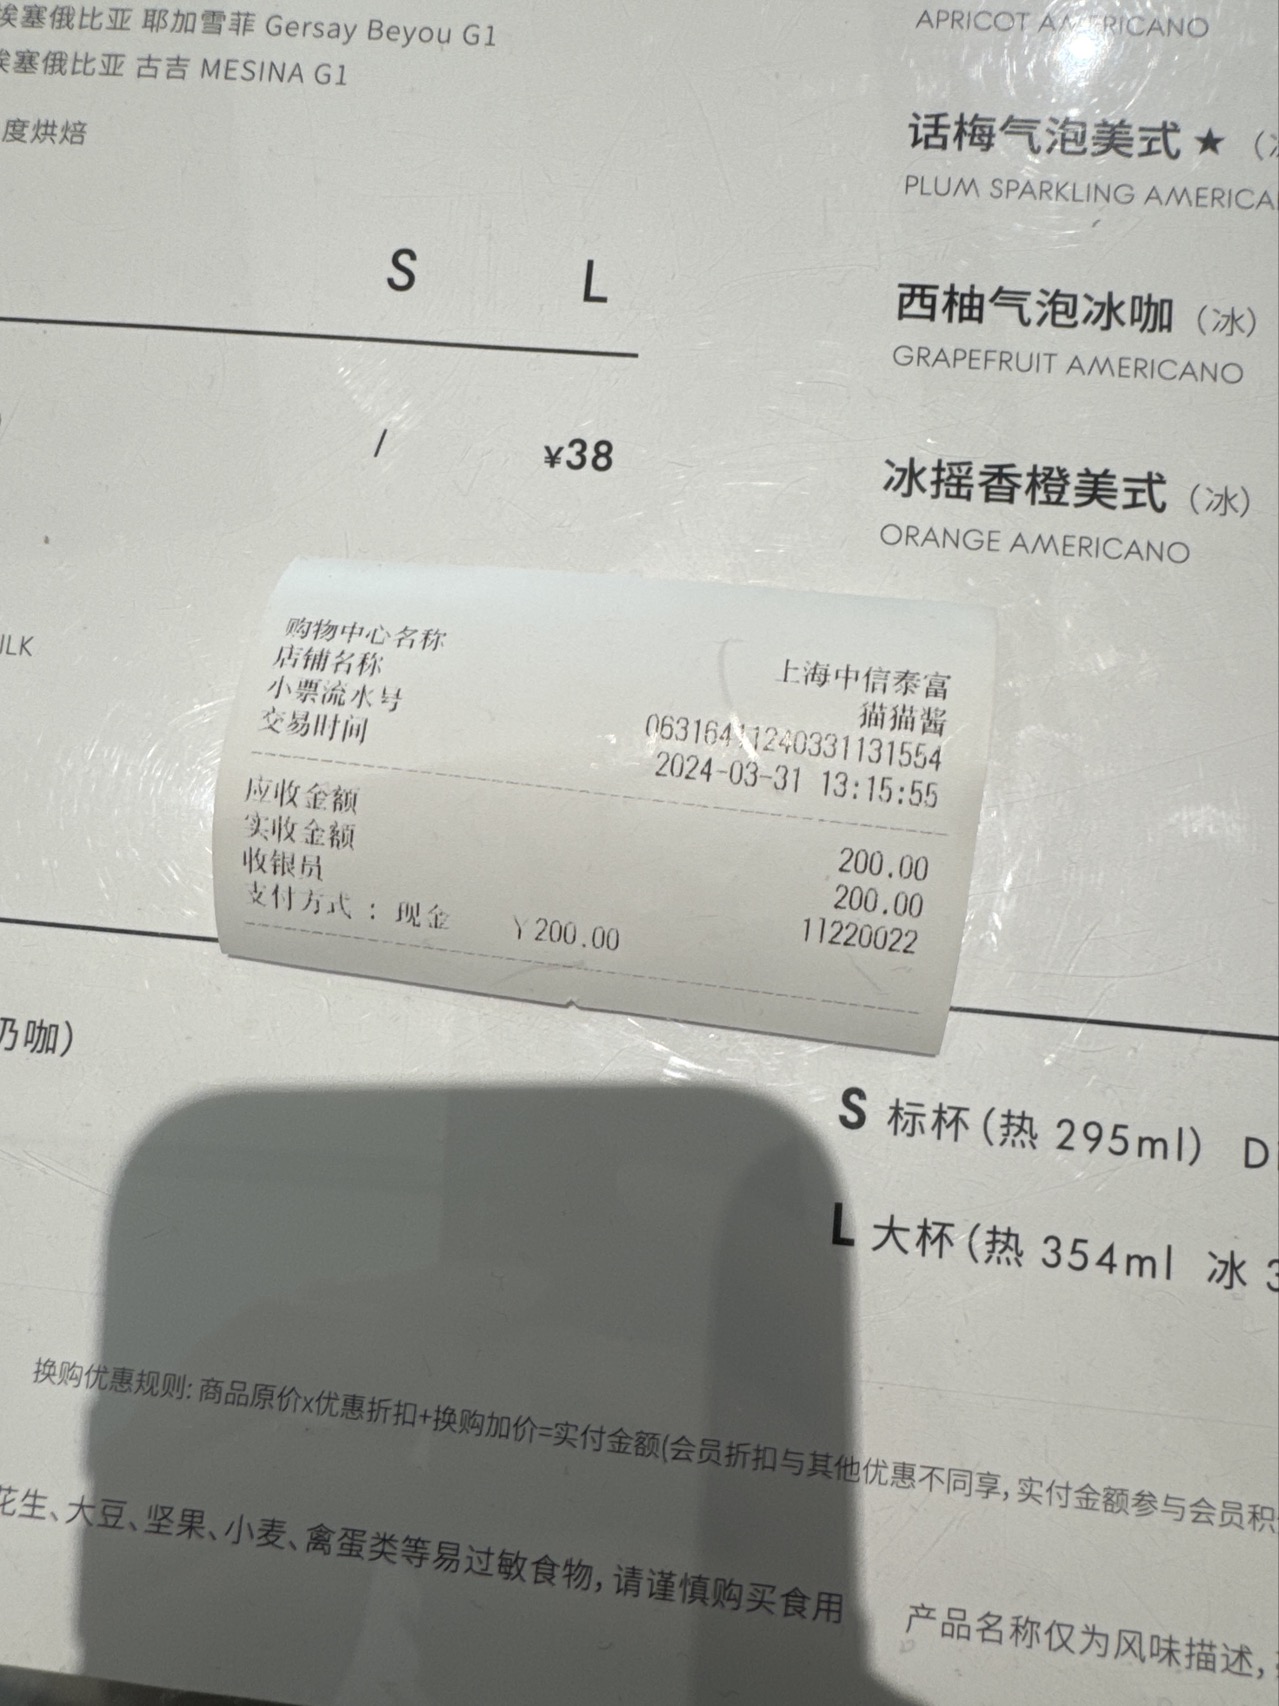 埃塞俄比亚 耶加雪菲 Gersay Beyou G1
埃塞俄比亚 古吉 MESINA G1
度烘焙
S L
/ ¥38
ILK
APRICOT AMERICANO
话梅气泡美式★（
PLUM SPARKLING AMERICA
西柚气泡冰咖（冰）
GRAPEFRUIT AMERICANO
冰摇香橙美式（冰）
ORANGE AMERICANO
购物中心名称 上海中信泰富
店铺名称 猫猫酱
小票流水号 06316411240331131554
交易时间 2024-03-31 13:15:55
应收金额 200.00
实收金额 200.00
收银员 11220022
支付方式 : 现金 ¥200.00
乃咖）
S 标杯（热 295ml） D
L 大杯（热 354ml 冰 3
换购优惠规则: 商品原价x优惠折扣+换购加价=实付金额(会员折扣与其他优惠不同享, 实付金额参与会员积
花生、大豆、坚果、小麦、禽蛋类等易过敏食物, 请谨慎购买食用
产品名称仅为风味描述,